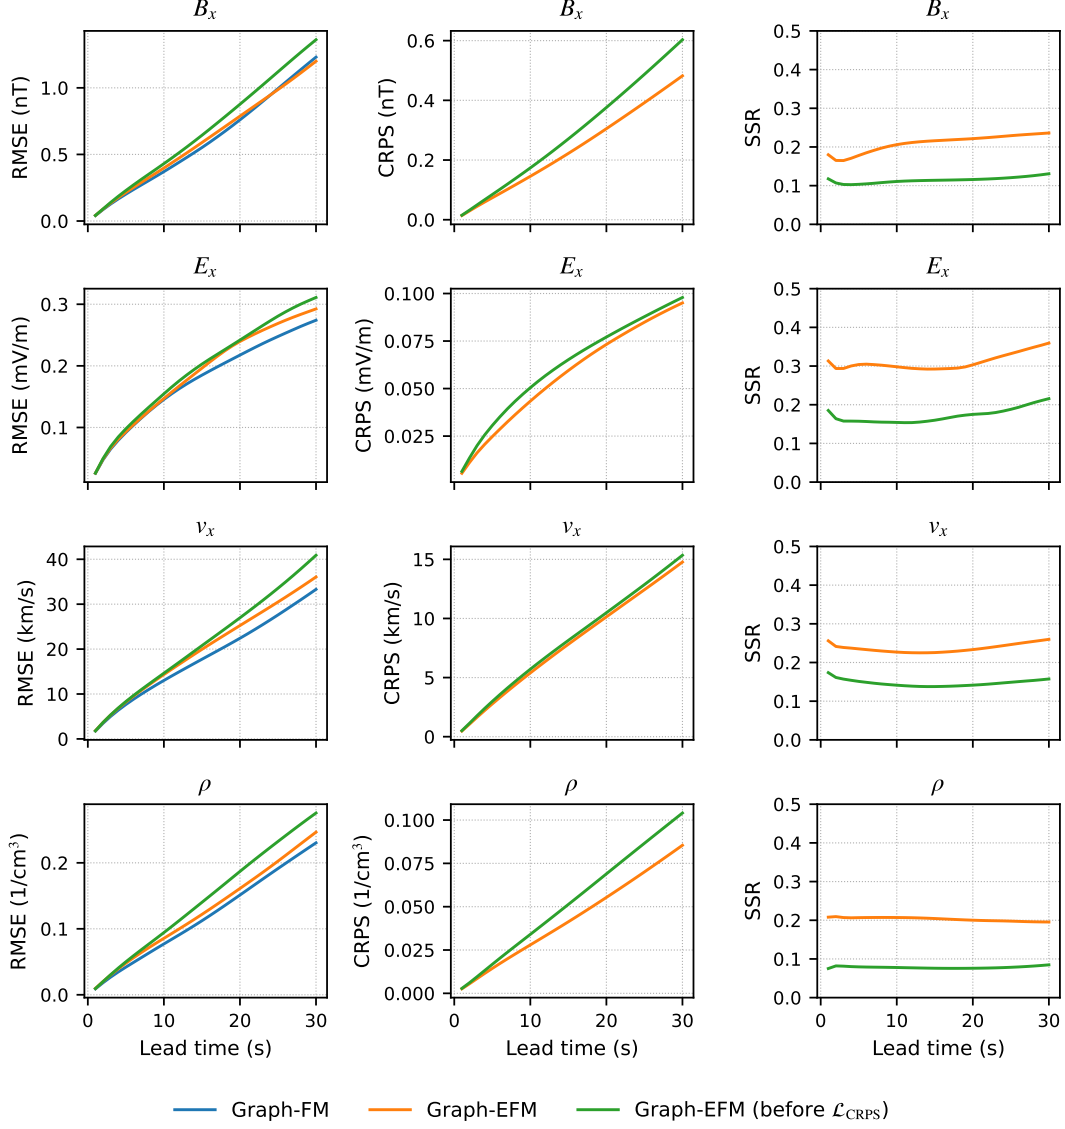 B_x B_x B_x
RMSE (nT)
1.0
0.5
0.0
CRPS (nT)
0.6
0.4
0.2
0.0
SSR
0.5
0.4
0.3
0.2
0.1
0.0
E_x E_x E_x
RMSE (mV/m)
0.3
0.2
0.1
CRPS (mV/m)
0.100
0.075
0.050
0.025
SSR
0.5
0.4
0.3
0.2
0.1
0.0
v_x v_x v_x
RMSE (km/s)
40
30
20
10
0
CRPS (km/s)
15
10
5
0
SSR
0.5
0.4
0.3
0.2
0.1
0.0
ρ ρ ρ
RMSE (1/cm³)
0.2
0.1
0.0
CRPS (1/cm³)
0.100
0.075
0.050
0.025
0.000
SSR
0.5
0.4
0.3
0.2
0.1
0.0
0 10 20 30 0 10 20 30 0 10 20 30
Lead time (s) Lead time (s) Lead time (s)
Graph-FM Graph-EFM Graph-EFM (before ℒ_CRPS)